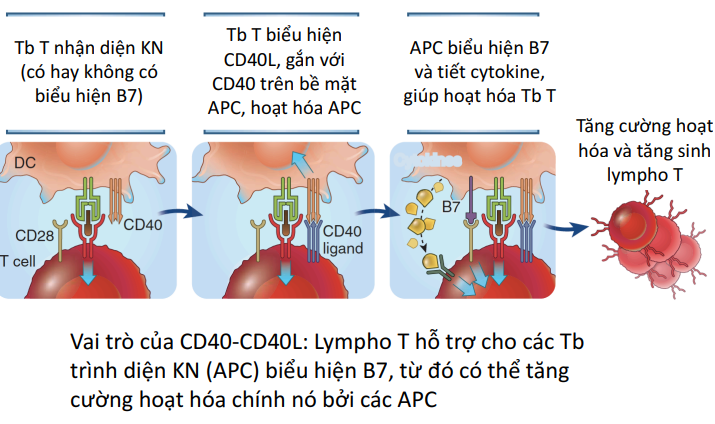 Tb T nhận diện KN
(có hay không có
biểu hiện B7)
Tb T biểu hiện
CD40L, gắn với
CD40 trên bề mặt
APC, hoạt hóa APC
APC biểu hiện B7
và tiết cytokine,
giúp hoạt hóa Tb T
Tăng cường hoạt
hóa và tăng sinh
lympho T
DC
CD40
CD28
T cell
CD40
ligand
Cytokines
B7
Vai trò của CD40-CD40L: Lympho T hỗ trợ cho các Tb
trình diện KN (APC) biểu hiện B7, từ đó có thể tăng
cường hoạt hóa chính nó bởi các APC